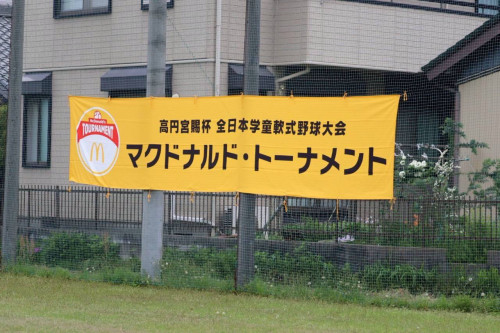 McDonald's
TOURNAMENT
高円宮賜杯 全日本学童軟式野球大会
マクドナルド・トーナメント